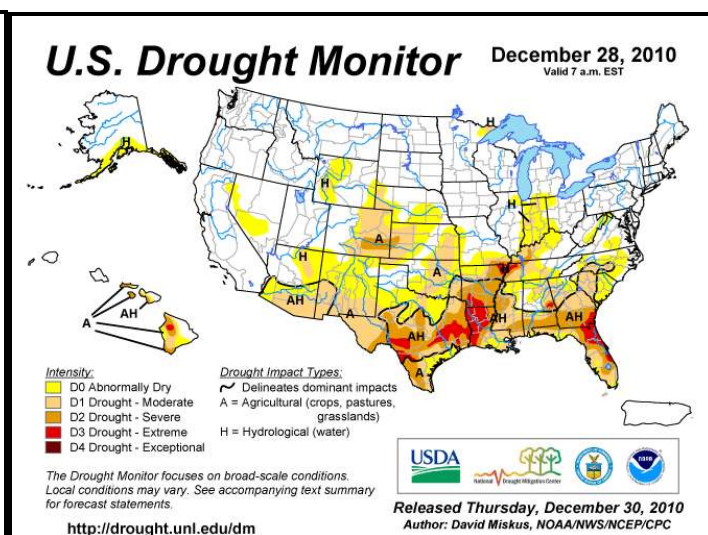 U.S. Drought Monitor
December 28, 2010
Valid 7 a.m. EST
H
H
H
H
A
H
A
H
AH
A
AH
AH
AH
A
A
AH
Intensity:
D0 Abnormally Dry
D1 Drought - Moderate
D2 Drought - Severe
D3 Drought - Extreme
D4 Drought - Exceptional
Drought Impact Types:
Delineates dominant impacts
A = Agricultural (crops, pastures,
grasslands)
H = Hydrological (water)
The Drought Monitor focuses on broad-scale conditions.
Local conditions may vary. See accompanying text summary
for forecast statements.
http://drought.unl.edu/dm
USDA
National Drought Mitigation Center
noaa
Released Thursday, December 30, 2010
Author: David Miskus, NOAA/NWS/NCEP/CPC